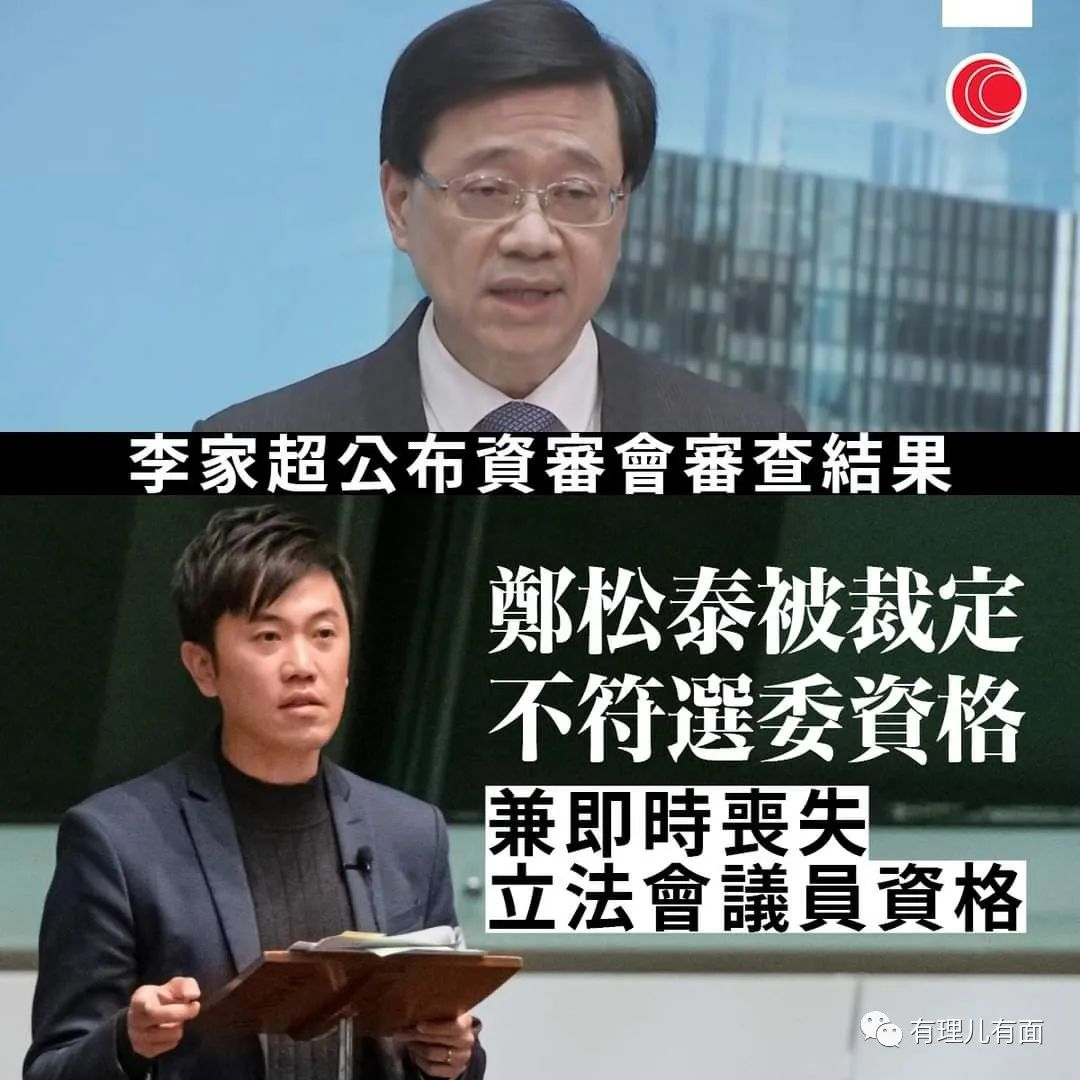 李家超公布資審會審查結果
鄭松泰被裁定
不符選委資格
兼即時喪失
立法會議員資格
有理儿有面